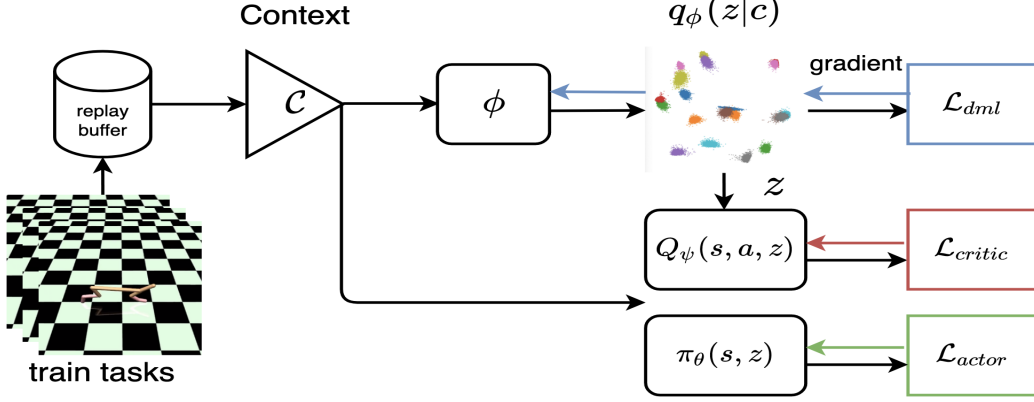 Context
q_ϕ(z|c)
gradient
replay
buffer
𝒞
ϕ
ℒ_dml
z
Q_ψ(s, a, z)
ℒ_critic
π_θ(s, z)
ℒ_actor
train tasks